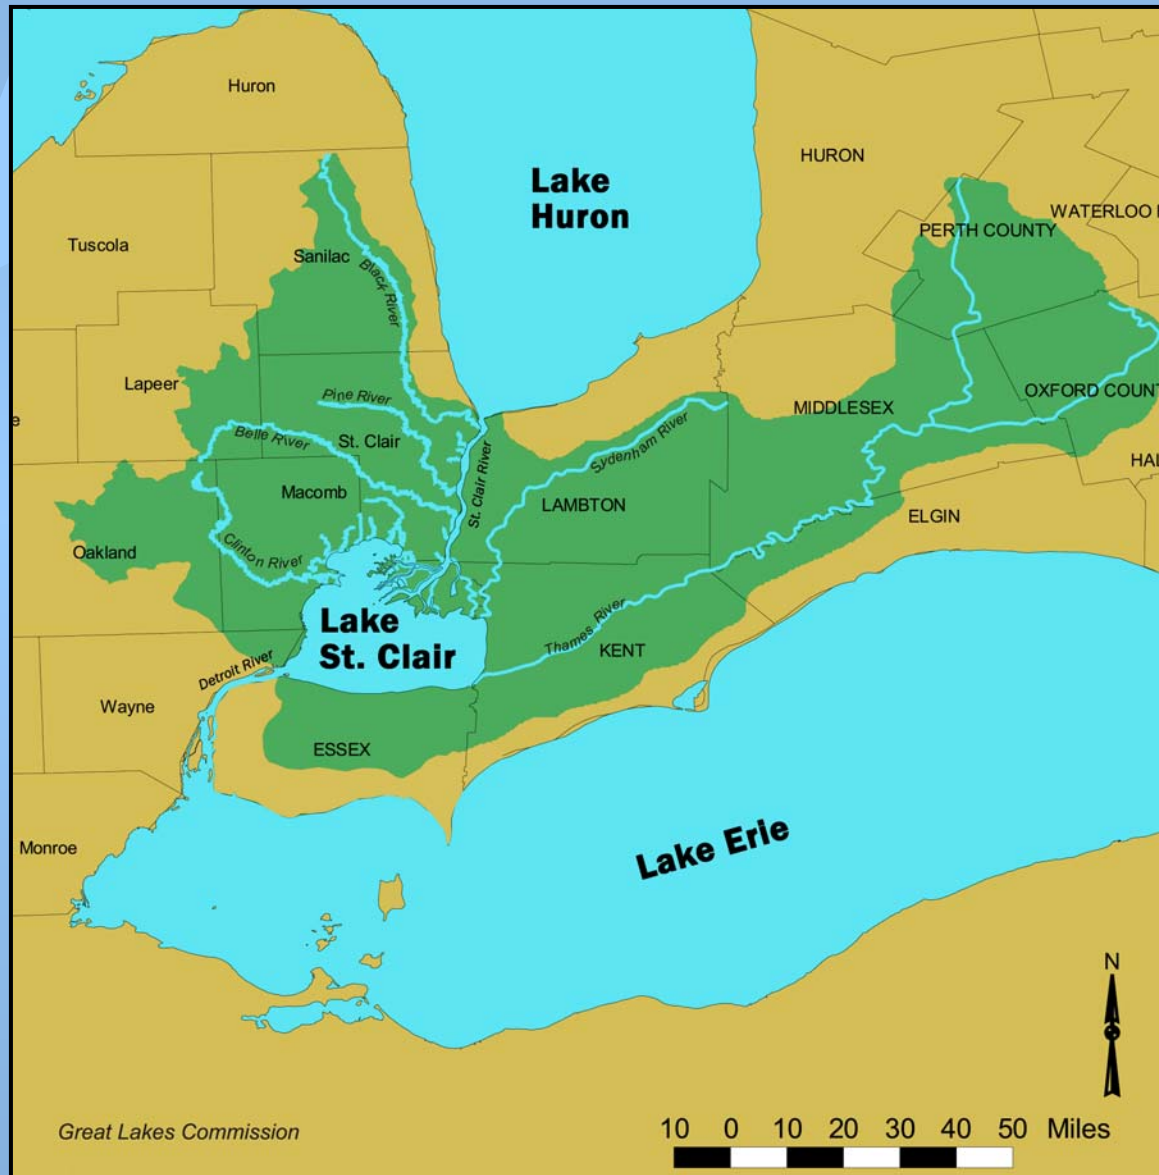 Huron
Lake
Huron
HURON
WATERLOO
PERTH COUNTY
Tuscola
Sanilac
Black River
Lapeer
Pine River
MIDDLESEX
OXFORD COUNT
e
Belle River
St. Clair
Sydenham River
St. Clair River
HAL
Macomb
LAMBTON
ELGIN
Oakland
Clinton River
Lake
St. Clair
Thames River
KENT
Detroit River
Wayne
ESSEX
Lake Erie
Monroe
N
Great Lakes Commission
10 0 10 20 30 40 50 Miles